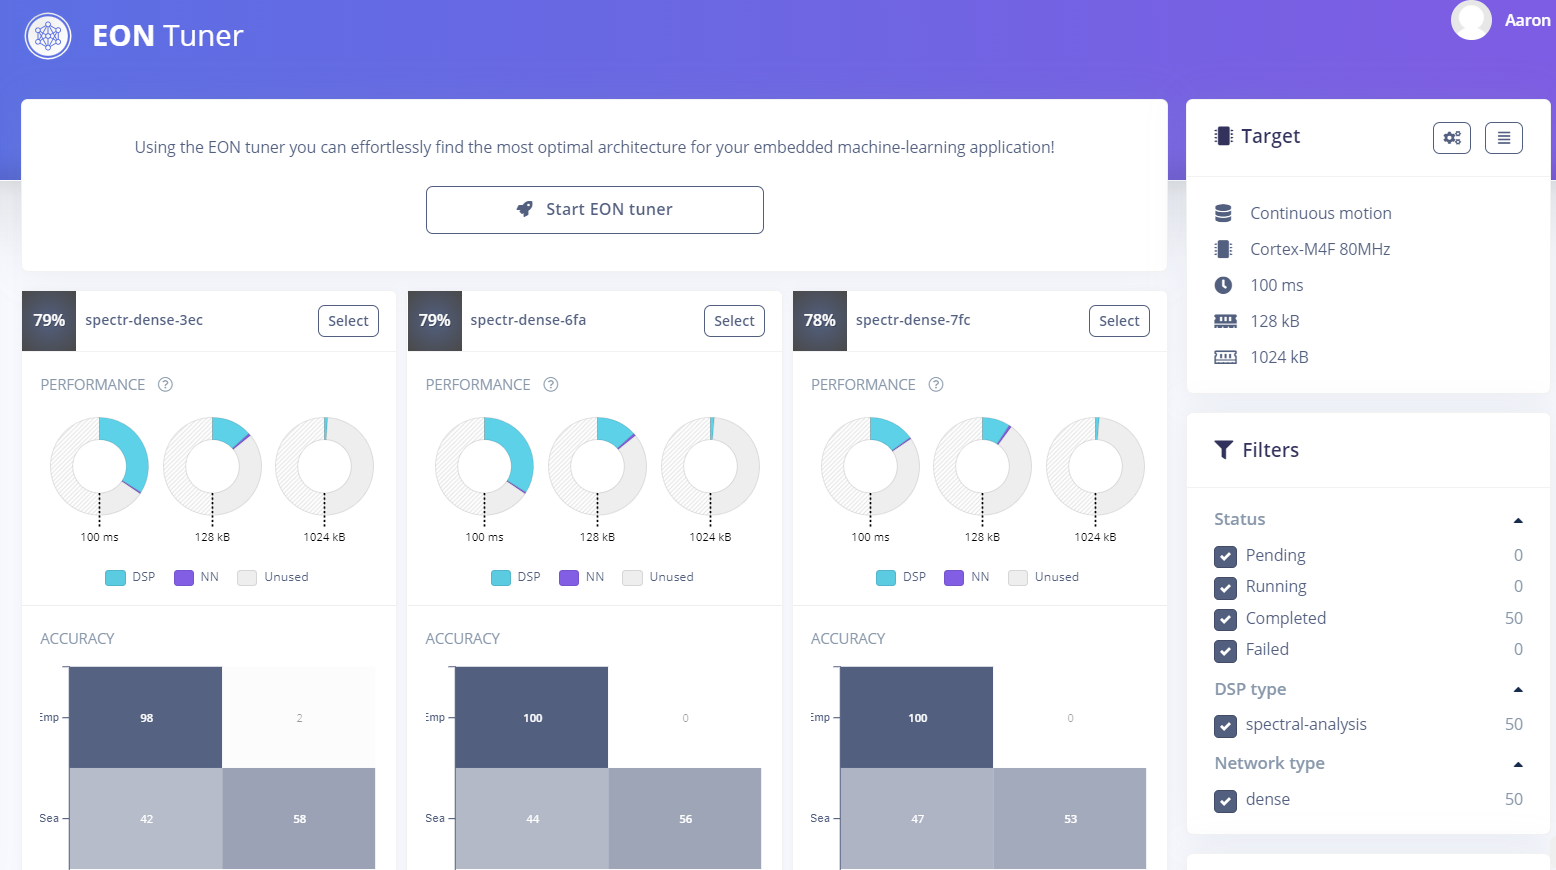 EON Tuner
Aaron
Using the EON tuner you can effortlessly find the most optimal architecture for your embedded machine-learning application!
Start EON tuner
79% spectr-dense-3ec Select
PERFORMANCE ?
100 ms 128 kB 1024 kB
DSP NN Unused
ACCURACY
Emp 98 2
Sea 42 58
79% spectr-dense-6fa Select
PERFORMANCE ?
100 ms 128 kB 1024 kB
DSP NN Unused
ACCURACY
Emp 100 0
Sea 44 56
78% spectr-dense-7fc Select
PERFORMANCE ?
100 ms 128 kB 1024 kB
DSP NN Unused
ACCURACY
Emp 100 0
Sea 47 53
Target
Continuous motion
Cortex-M4F 80MHz
100 ms
128 kB
1024 kB
Filters
Status
Pending 0
Running 0
Completed 50
Failed 0
DSP type
spectral-analysis 50
Network type
dense 50